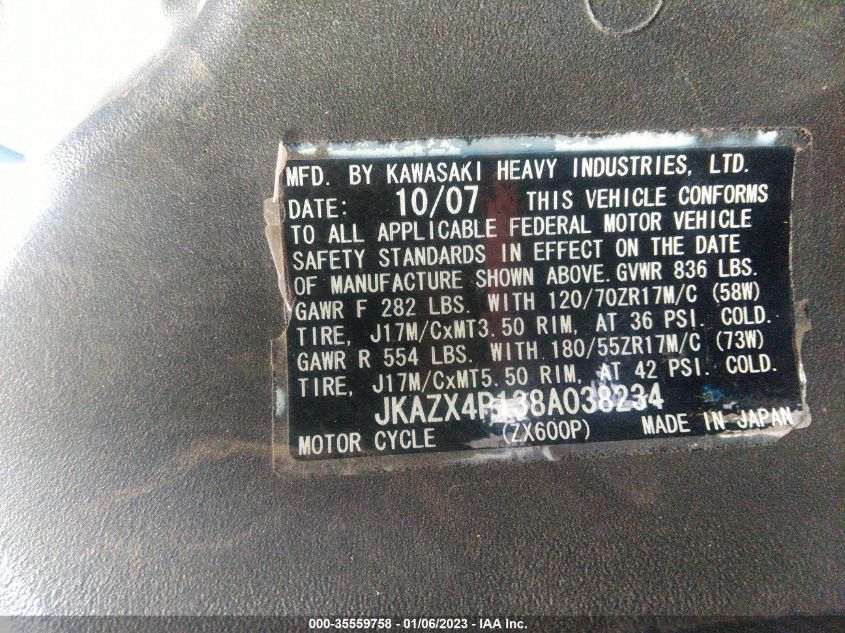 MFD. BY KAWASAKI HEAVY INDUSTRIES, LTD.
DATE: 10/07 THIS VEHICLE CONFORMS
TO ALL APPLICABLE FEDERAL MOTOR VEHICLE
SAFETY STANDARDS IN EFFECT ON THE DATE
OF MANUFACTURE SHOWN ABOVE. GVWR 836 LBS.
GAWR F 282 LBS. WITH 120/70ZR17M/C (58W)
TIRE, J17M/CxMT3.50 RIM, AT 36 PSI. COLD.
GAWR R 554 LBS. WITH 180/55ZR17M/C (73W)
TIRE, J17M/CxMT5.50 RIM, AT 42 PSI. COLD.
JKAZX4P138A038234
MOTOR CYCLE (ZX600P) MADE IN JAPAN
000-35559758 - 01/06/2023 - IAA Inc.